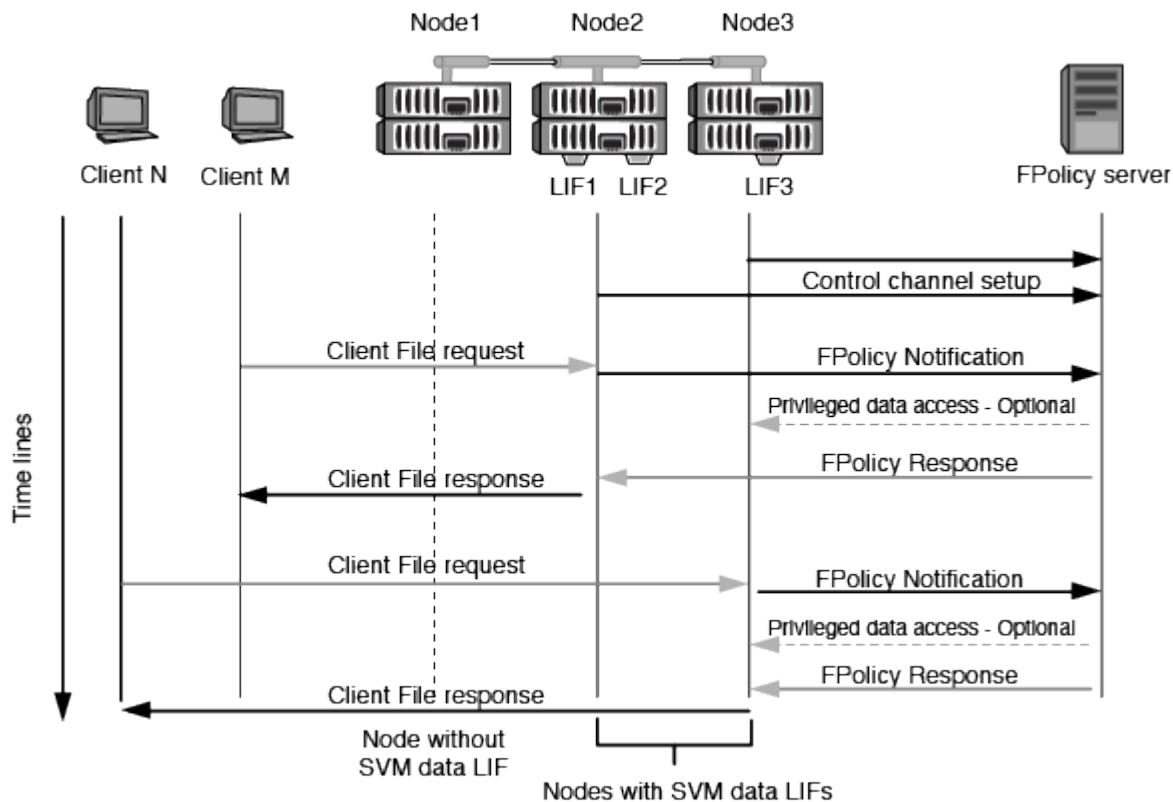 Node1
Node2
Node3
Client N
Client M
LIF1
LIF2
LIF3
FPolicy server
Control channel setup
Client File request
FPolicy Notification
Privileged data access - Optional
FPolicy Response
Client File response
Time lines
Client File request
FPolicy Notification
Privileged data access - Optional
FPolicy Response
Client File response
Node without
SVM data LIF
Nodes with SVM data LIFs